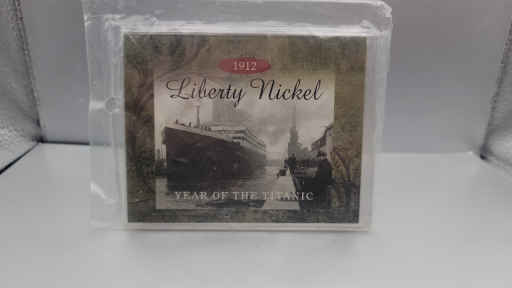 1912
Liberty Nickel
YEAR OF THE TITANIC